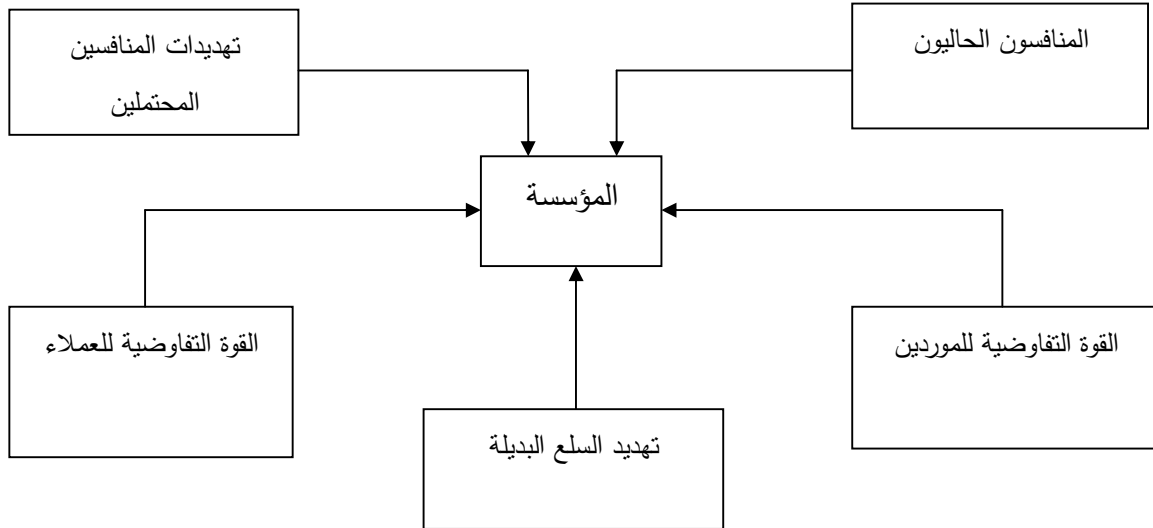 المنافسون الحاليون
تهديدات المنافسين
المحتملين
المؤسسة
القوة التفاوضية للموردين
القوة التفاوضية للعملاء
تهديد السلع البديلة